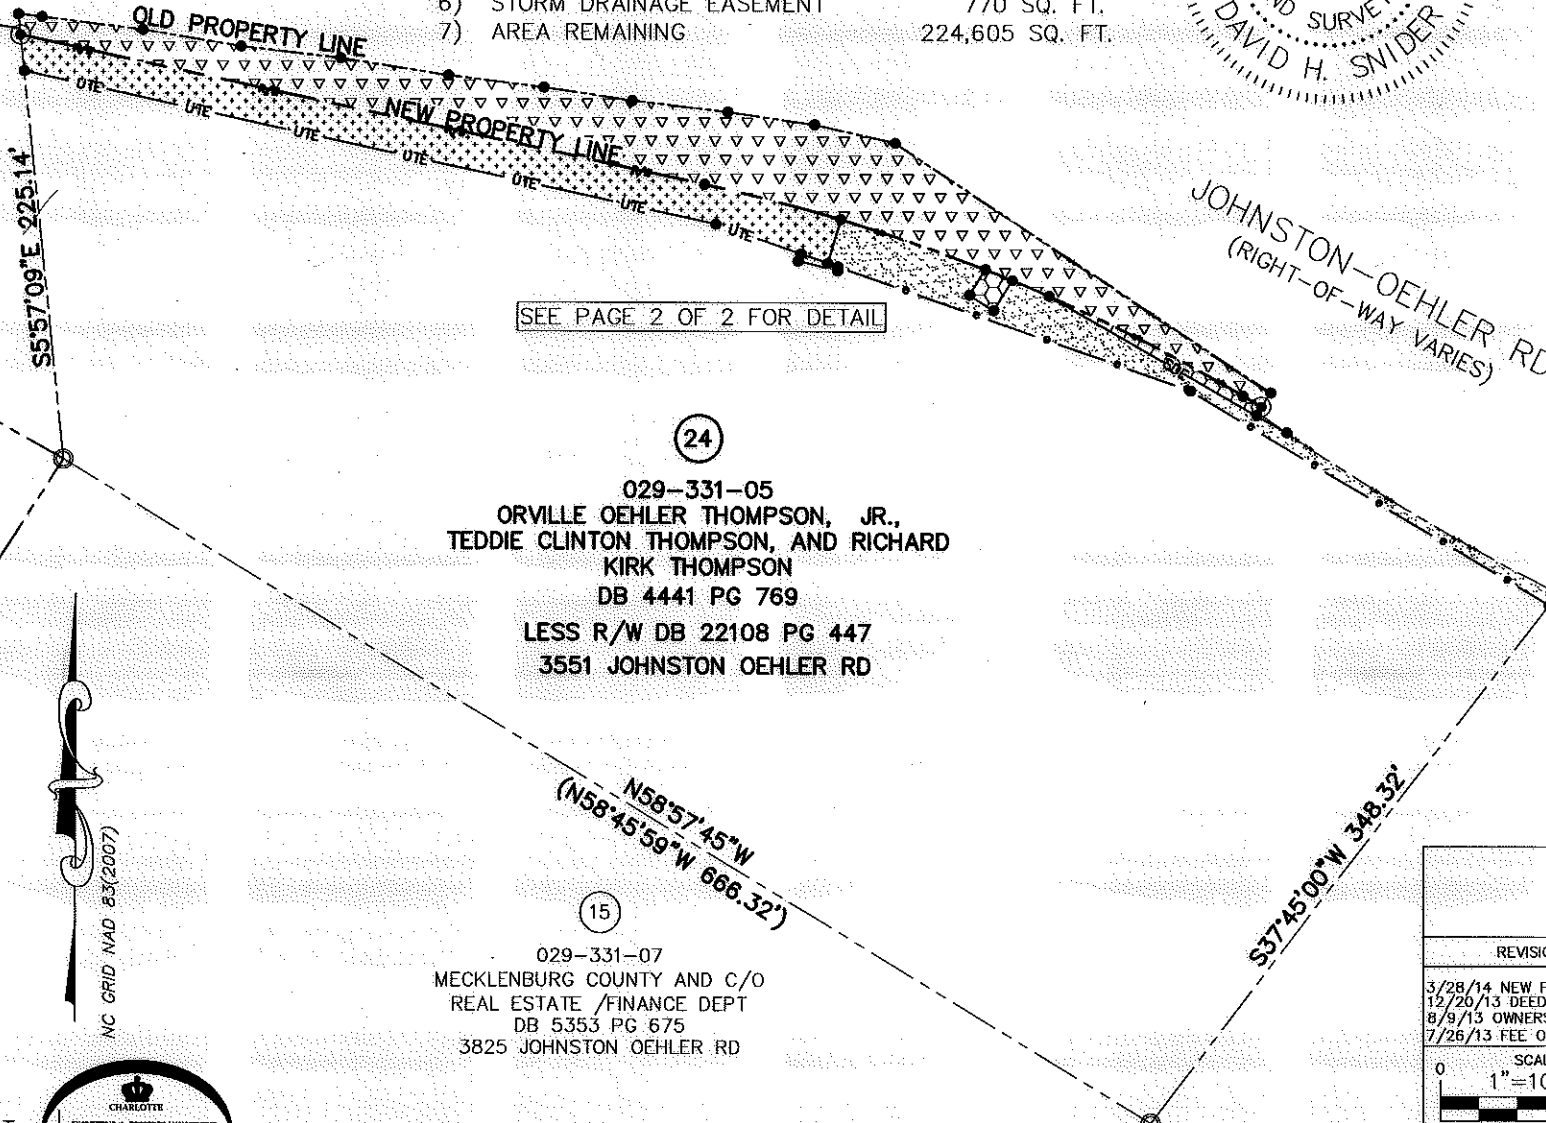 6) STORM DRAINAGE EASEMENT 770 SQ. FT.
7) AREA REMAINING 224,605 SQ. FT.
SURVE
DAVID H. SNIDER
OLD PROPERTY LINE
NEW PROPERTY LINE
UTE
UTE
UTE
UTE
UTE
UTE
UTE
S5°57'09"E 225.14'
SEE PAGE 2 OF 2 FOR DETAIL
JOHNSTON-OEHLER RD
(RIGHT-OF-WAY VARIES)
24
029-331-05
ORVILLE OEHLER THOMPSON, JR.,
TEDDIE CLINTON THOMPSON, AND RICHARD
KIRK THOMPSON
DB 4441 PG 769
LESS R/W DB 22108 PG 447
3551 JOHNSTON OEHLER RD
N58°57'45"W
(N58°45'59"W 666.32')
S37°45'00"W 348.32'
NC GRID NAD 83(2007)
15
029-331-07
MECKLENBURG COUNTY AND C/O
REAL ESTATE /FINANCE DEPT
DB 5353 PG 675
3825 JOHNSTON OEHLER RD
REVISIO
3/28/14 NEW
12/20/13 DEED
8/9/13 OWNERS
7/26/13 FEE O
0
SCAL
1"=10
CHARLOTTE